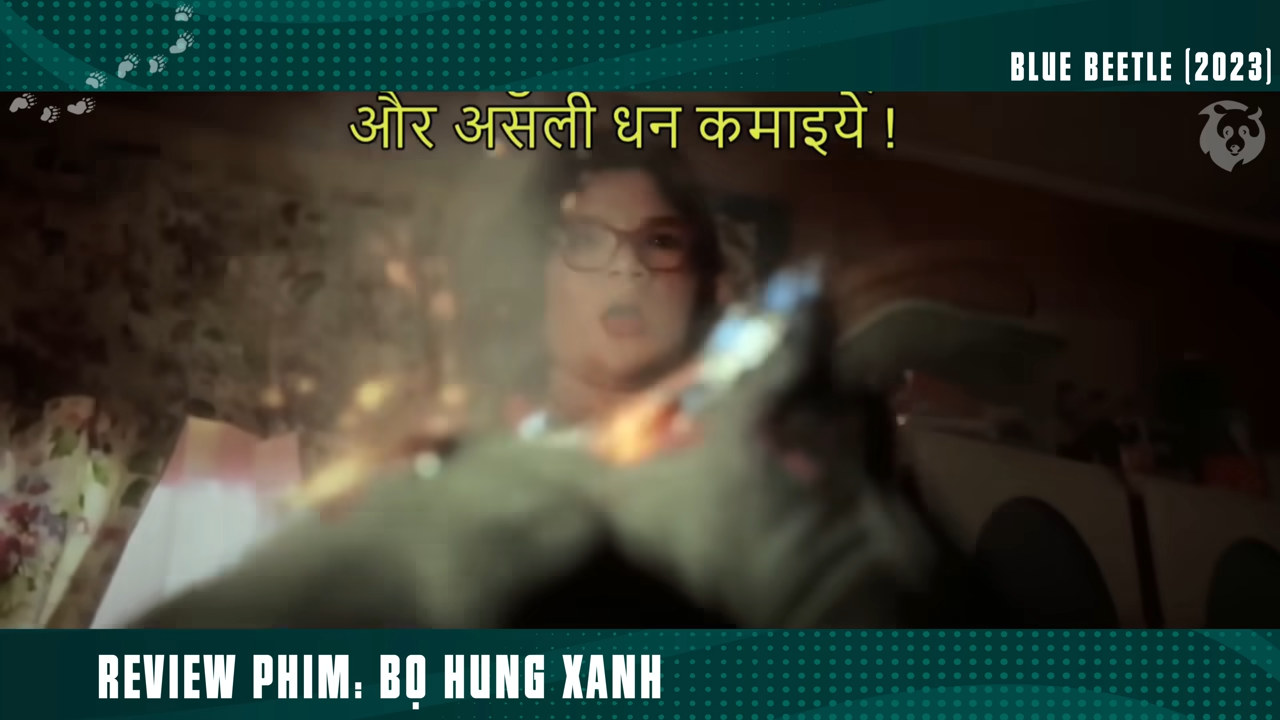 BLUE BEETLE (2023)
और असली धन कमाइये !
REVIEW PHIM: BỌ HUNG XANH